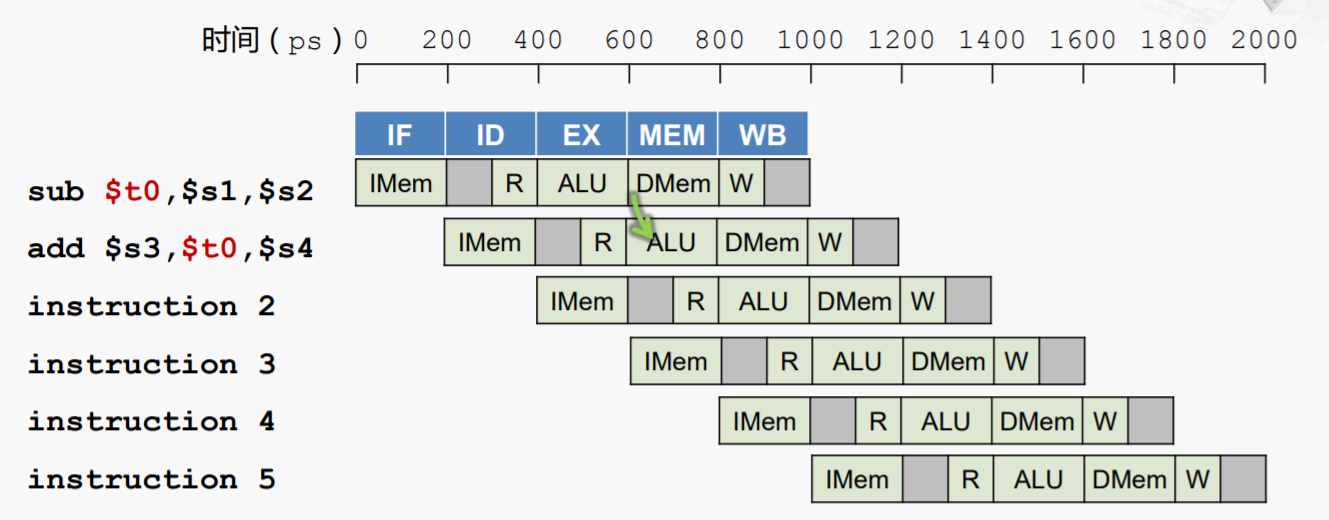 时间(ps) 0 200 400 600 800 1000 1200 1400 1600 1800 2000
IF ID EX MEM WB
sub $t0,$s1,$s2 IMem R ALU DMem W
add $s3,$t0,$s4 IMem R ALU DMem W
instruction 2 IMem R ALU DMem W
instruction 3 IMem R ALU DMem W
instruction 4 IMem R ALU DMem W
instruction 5 IMem R ALU DMem W